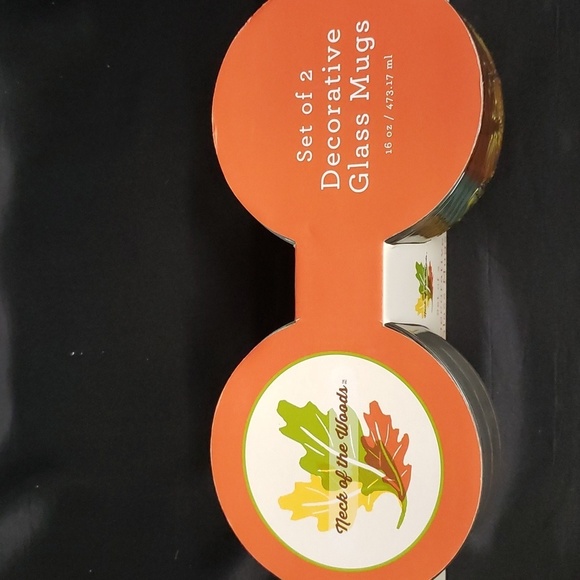 Neck of the Woods
Set of 2
Decorative
Glass Mugs
16 oz / 473.17 ml